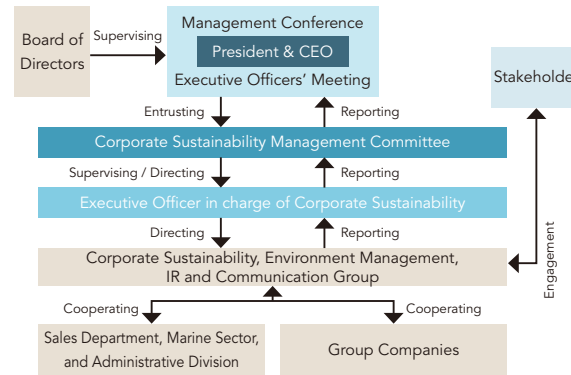 Board of
Directors
Supervising
Management Conference
President & CEO
Executive Officers’ Meeting
Stakeholde
Entrusting
Reporting
Corporate Sustainability Management Committee
Supervising / Directing
Reporting
Executive Officer in charge of Corporate Sustainability
Directing
Reporting
Engagement
Corporate Sustainability, Environment Management,
IR and Communication Group
Cooperating
Cooperating
Sales Department, Marine Sector,
and Administrative Division
Group Companies